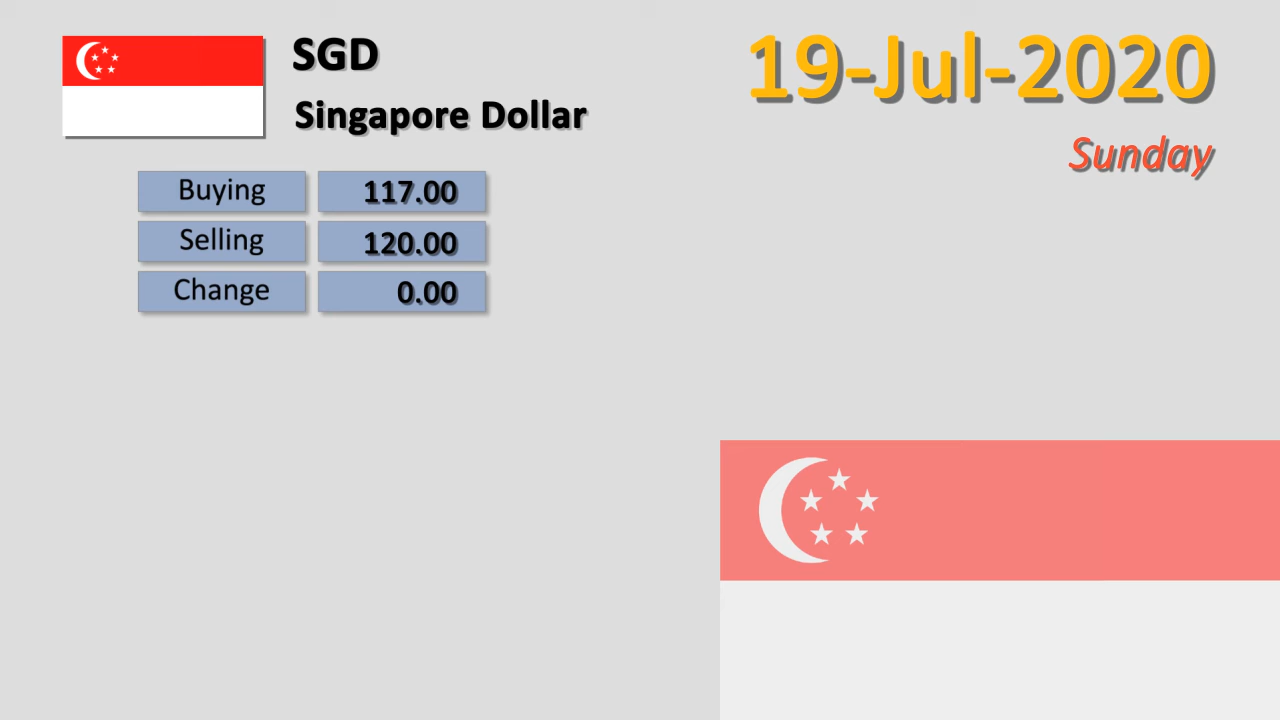 SGD
Singapore Dollar
19-Jul-2020
Sunday
Buying 117.00
Selling 120.00
Change 0.00